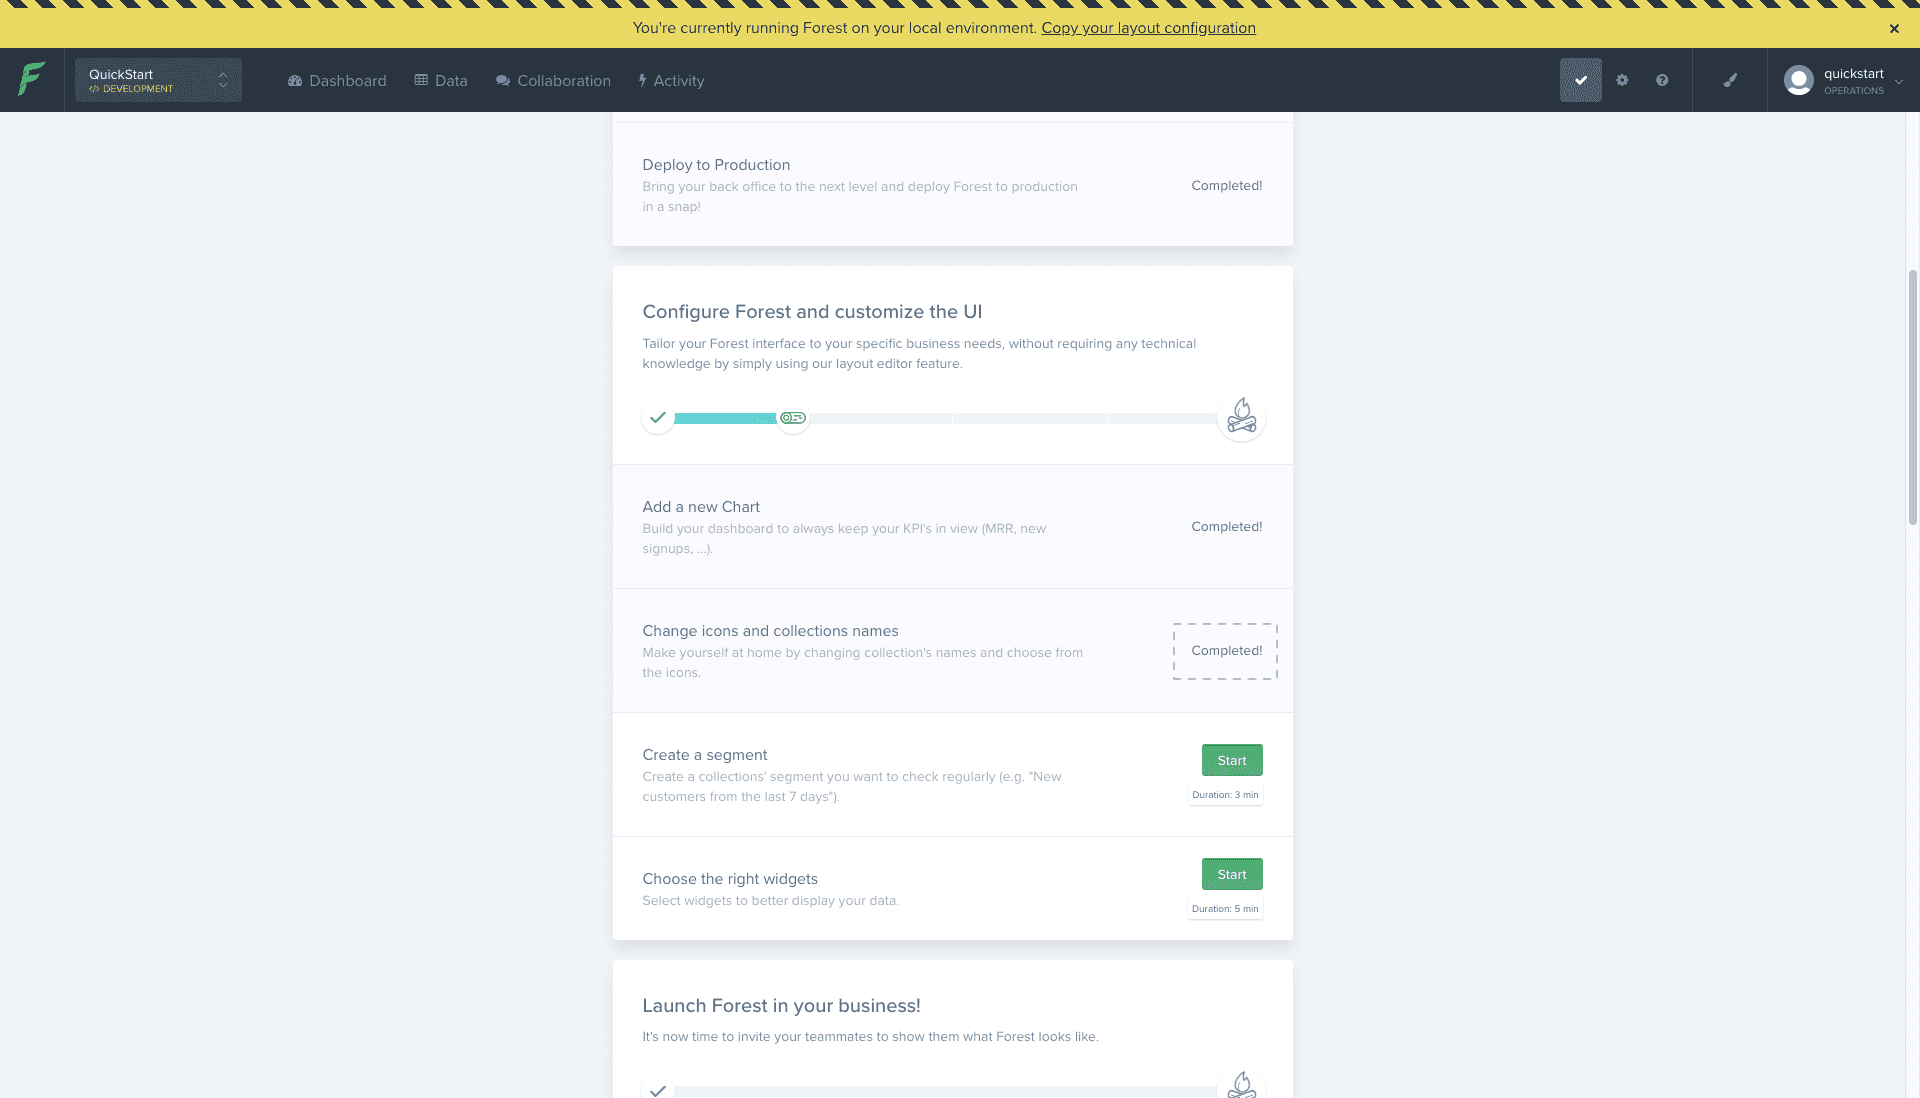 You're currently running Forest on your local environment. Copy your layout configuration
QuickStart
</> DEVELOPMENT
Dashboard
Data
Collaboration
Activity
quickstart
OPERATIONS
Deploy to Production
Bring your back office to the next level and deploy Forest to production
in a snap!
Completed!
Configure Forest and customize the UI
Tailor your Forest interface to your specific business needs, without requiring any technical
knowledge by simply using our layout editor feature.
Add a new Chart
Build your dashboard to always keep your KPI's in view (MRR, new
signups, ...).
Completed!
Change icons and collections names
Make yourself at home by changing collection's names and choose from
the icons.
Completed!
Create a segment
Create a collections' segment you want to check regularly (e.g. "New
customers from the last 7 days").
Start
Duration: 3 min
Choose the right widgets
Select widgets to better display your data.
Start
Duration: 5 min
Launch Forest in your business!
It's now time to invite your teammates to show them what Forest looks like.